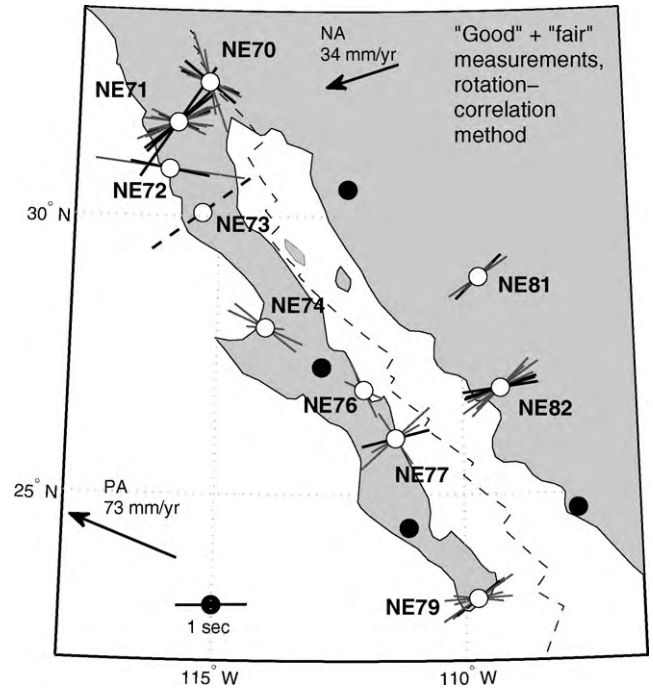 NE70
NA
34 mm/yr
"Good" + "fair"
measurements,
rotation–
correlation
method
NE71
NE72
30° N
NE73
NE81
NE74
NE76
NE82
NE77
25° N
PA
73 mm/yr
NE79
1 sec
115° W
110° W